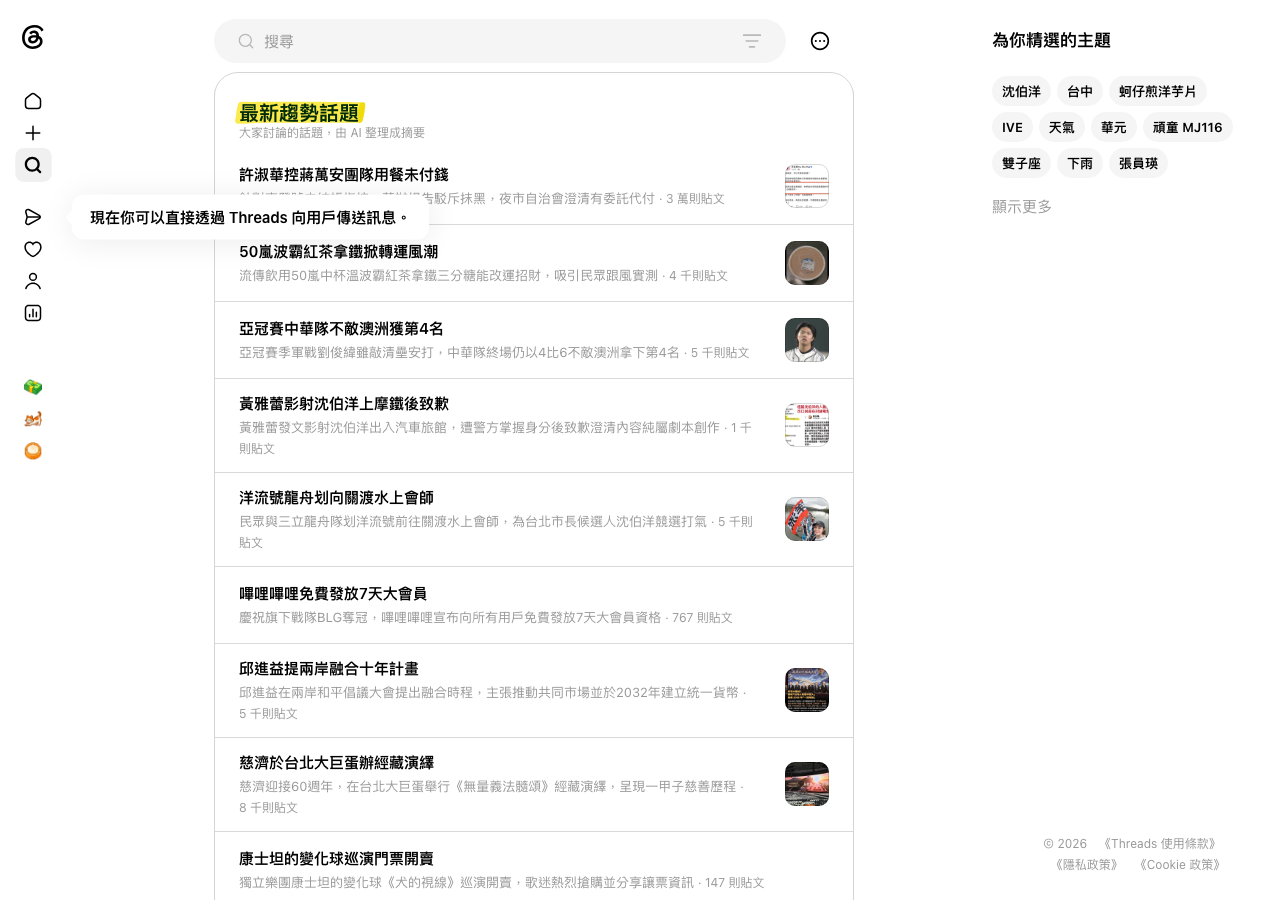 搜尋
最新趨勢話題
大家討論的話題，由 AI 整理成摘要
許淑華控蔣萬安團隊用餐未付錢
駁斥抹黑，夜市自治會澄清有委託代付 · 3 萬則貼文
現在你可以直接透過 Threads 向用戶傳送訊息。
50嵐波霸紅茶拿鐵掀轉運風潮
流傳飲用50嵐中杯溫波霸紅茶拿鐵三分糖能改運招財，吸引民眾跟風實測 · 4 千則貼文
亞冠賽中華隊不敵澳洲獲第4名
亞冠賽季軍戰劉俊緯雖敲清壘安打，中華隊終場仍以4比6不敵澳洲拿下第4名 · 5 千則貼文
黃雅蕾影射沈伯洋上摩鐵後致歉
黃雅蕾發文影射沈伯洋出入汽車旅館，遭警方掌握身分後致歉澄清內容純屬劇本創作 · 1 千
則貼文
洋流號龍舟划向關渡水上會師
民眾與三立龍舟隊划洋流號前往關渡水上會師，為台北市長候選人沈伯洋競選打氣 · 5 千則
貼文
嗶哩嗶哩免費發放7天大會員
慶祝旗下戰隊BLG奪冠，嗶哩嗶哩宣布向所有用戶免費發放7天大會員資格 · 767 則貼文
邱進益提兩岸融合十年計畫
邱進益在兩岸和平倡議大會提出融合時程，主張推動共同市場並於2032年建立統一貨幣 ·
5 千則貼文
慈濟於台北大巨蛋辦經藏演繹
慈濟迎接60週年，在台北大巨蛋舉行《無量義法髓頌》經藏演繹，呈現一甲子慈善歷程 ·
8 千則貼文
康士坦的變化球巡演門票開賣
獨立樂團康士坦的變化球《犬的視線》巡演開賣，歌迷熱烈搶購並分享讓票資訊 · 147 則貼文
為你精選的主題
沈伯洋 台中 蚵仔煎洋芋片
IVE 天氣 華元 頑童 MJ116
雙子座 下雨 張員瑛
顯示更多
© 2026 《Threads 使用條款》
《隱私政策》 《Cookie 政策》